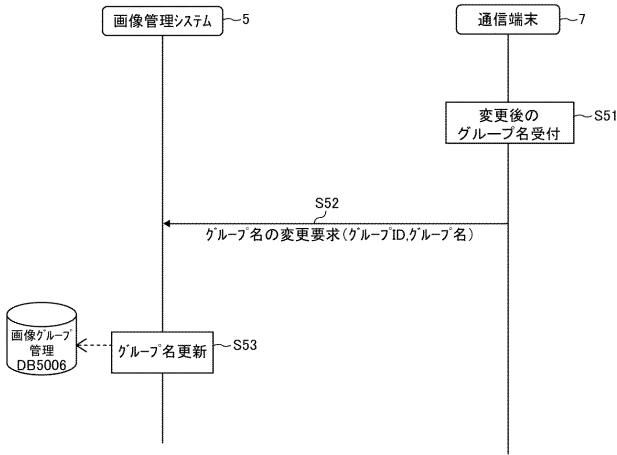 画像管理ｼｽﾃﾑ
5
通信端末
7
変更後の
グループ名受付
S51
S52
ｸﾞﾙｰﾌﾟ名の変更要求(ｸﾞﾙｰﾌﾟID,ｸﾞﾙｰﾌﾟ名)
画像ｸﾞﾙｰﾌﾟ
管理
DB5006
ｸﾞﾙｰﾌﾟ名更新
S53